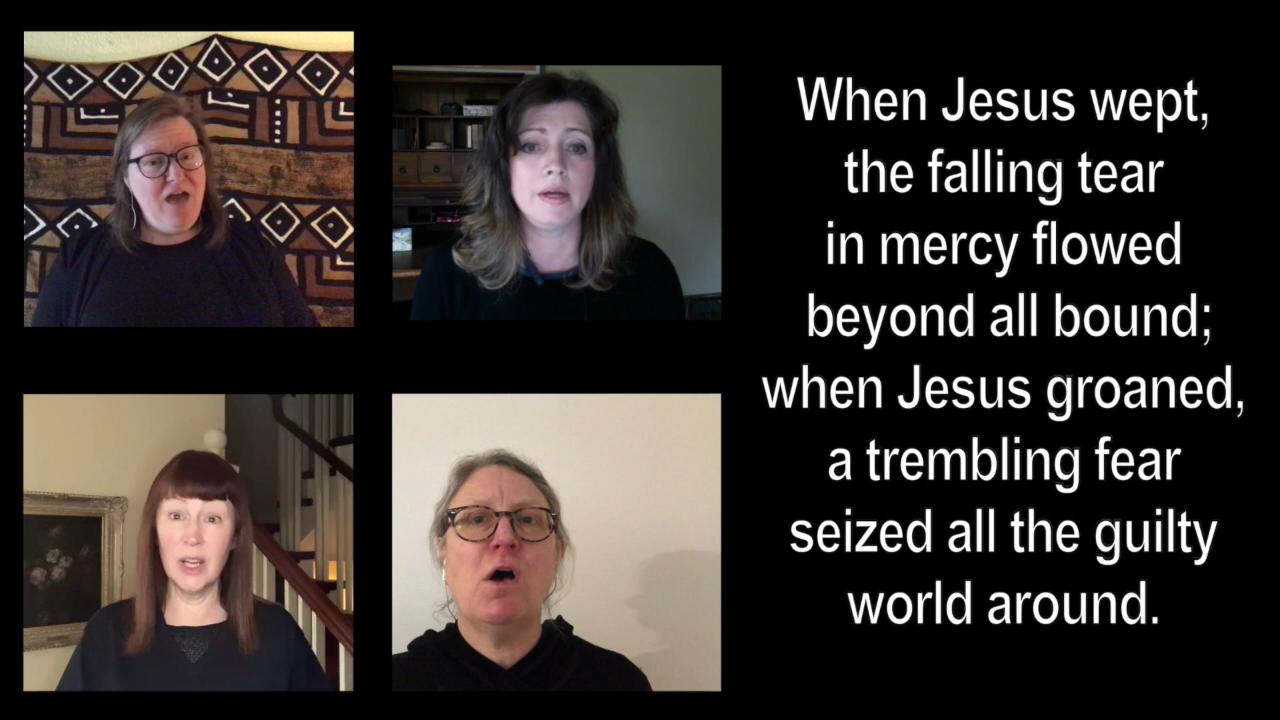 When Jesus wept,
the falling tear
in mercy flowed
beyond all bound;
when Jesus groaned,
a trembling fear
seized all the guilty
world around.